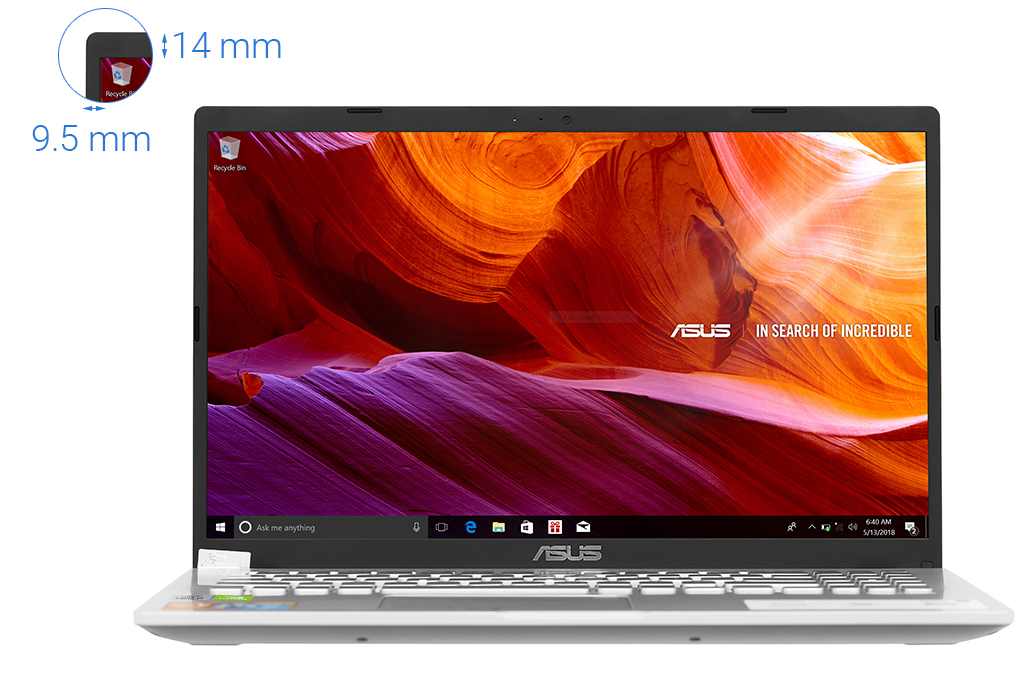 14 mm
Recycle Bi
9.5 mm
Recycle Bin
ASUS | IN SEARCH OF INCREDIBLE
Ask me anything
6:40 AM
5/13/2018
2
ASUS